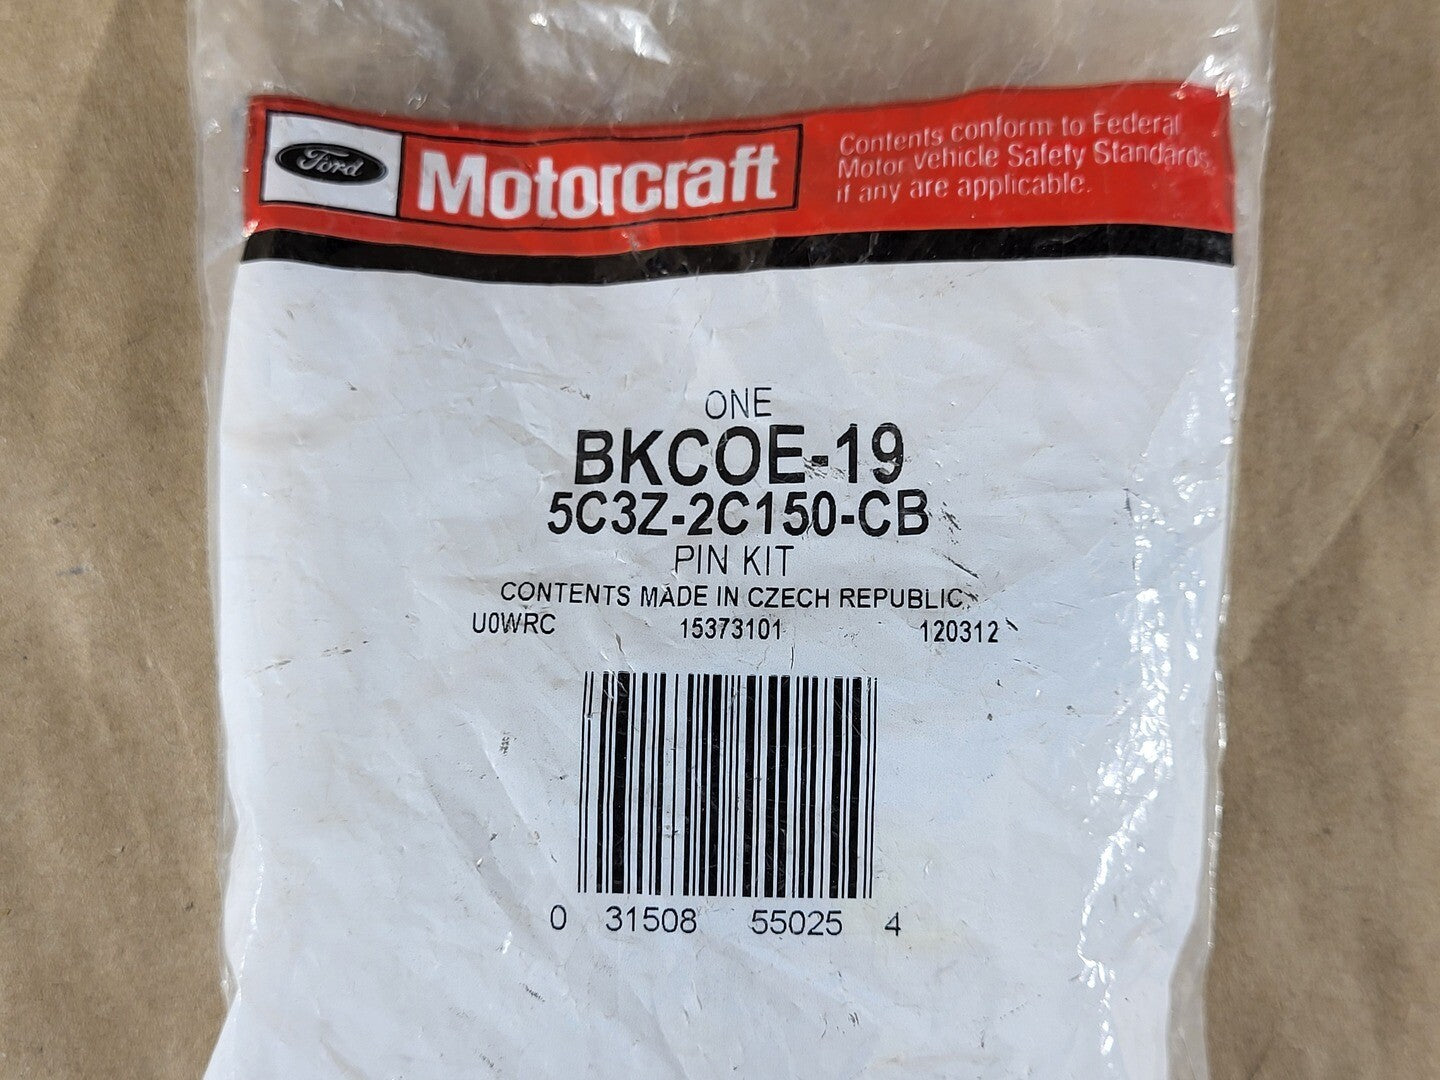 Ford Motorcraft
Contents conform to Federal
Motor Vehicle Safety Standards,
if any are applicable.
ONE
BKCOE-19
5C3Z-2C150-CB
PIN KIT
CONTENTS MADE IN CZECH REPUBLIC
U0WRC 15373101 120312
0 31508 55025 4